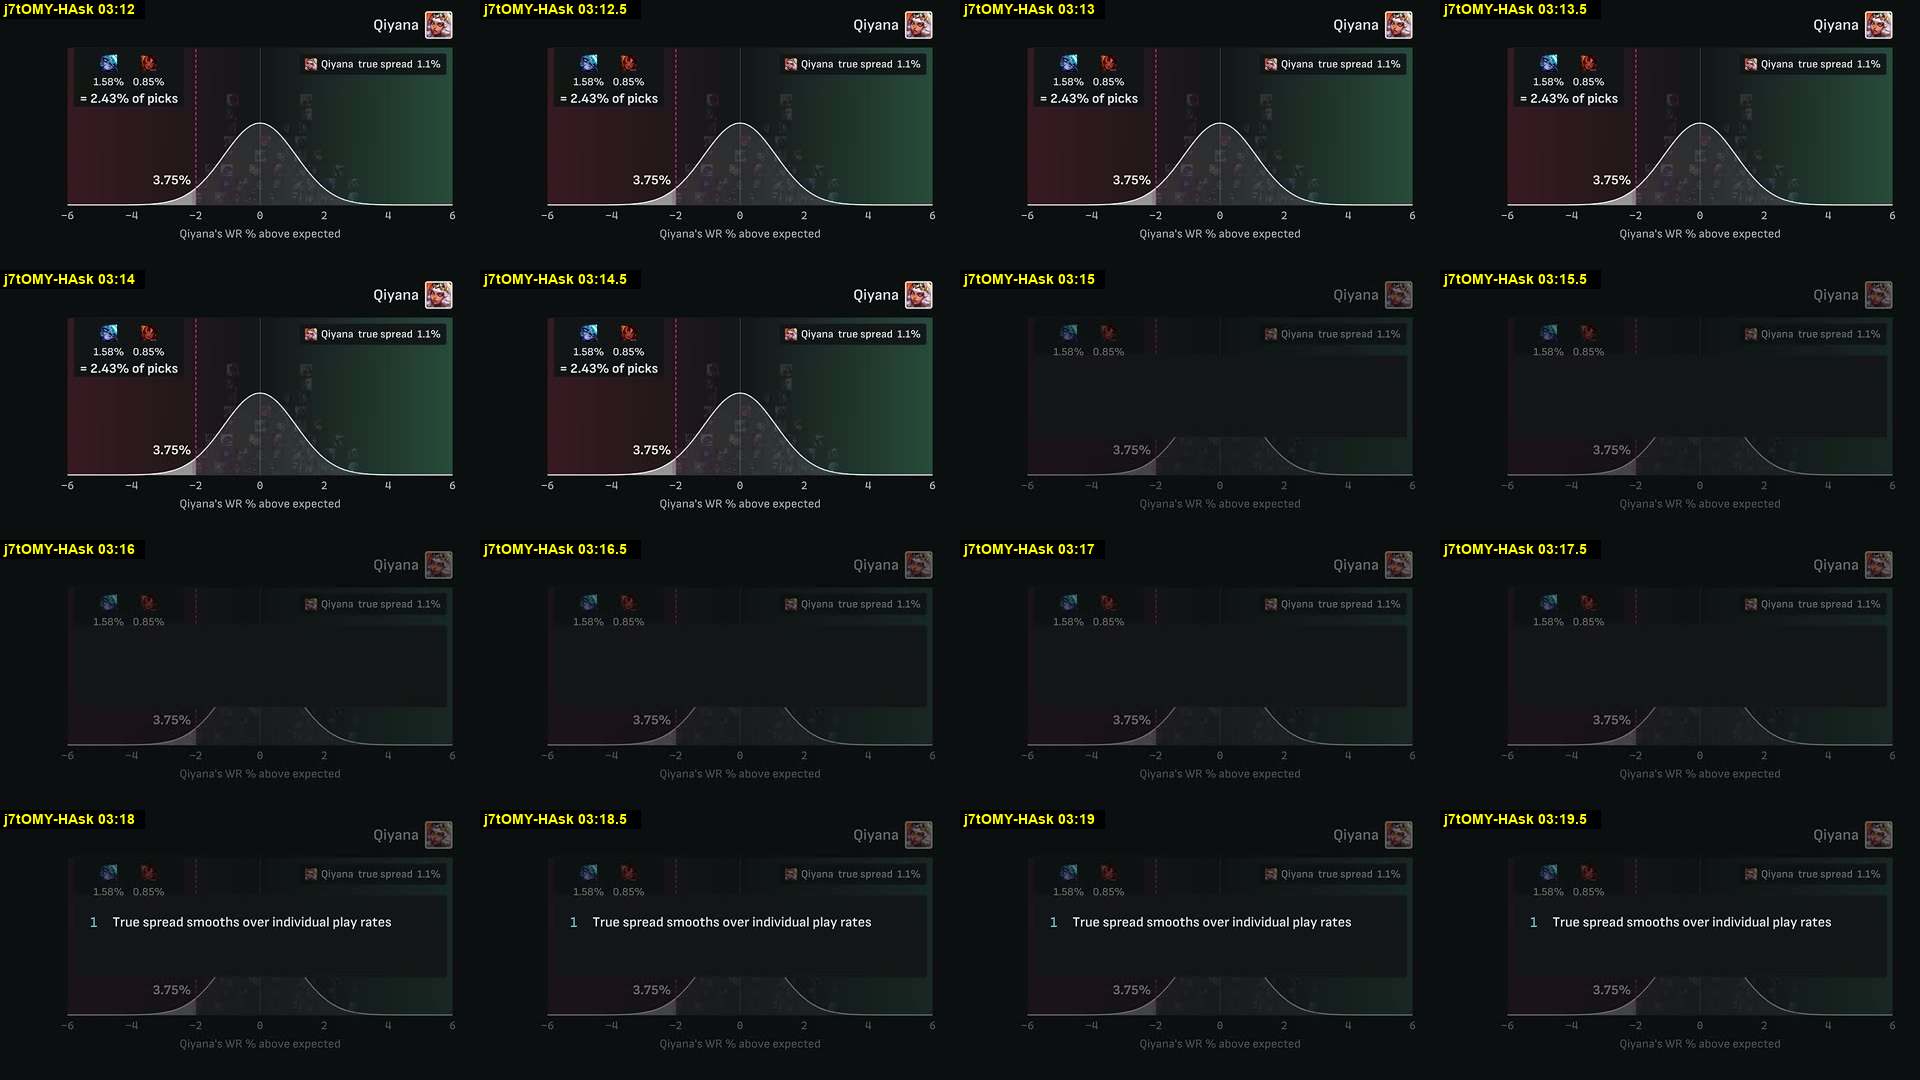 j7tOMY-HAsk 03:12
Qiyana
Qiyana true spread 1.1%
1.58% 0.85%
= 2.43% of picks
3.75%
−6 −4 −2 0 2 4 6
Qiyana's WR % above expected
j7tOMY-HAsk 03:12.5
Qiyana
Qiyana true spread 1.1%
1.58% 0.85%
= 2.43% of picks
3.75%
−6 −4 −2 0 2 4 6
Qiyana's WR % above expected
j7tOMY-HAsk 03:13
Qiyana
Qiyana true spread 1.1%
1.58% 0.85%
= 2.43% of picks
3.75%
−6 −4 −2 0 2 4 6
Qiyana's WR % above expected
j7tOMY-HAsk 03:13.5
Qiyana
Qiyana true spread 1.1%
1.58% 0.85%
= 2.43% of picks
3.75%
−6 −4 −2 0 2 4 6
Qiyana's WR % above expected
j7tOMY-HAsk 03:14
Qiyana
Qiyana true spread 1.1%
1.58% 0.85%
= 2.43% of picks
3.75%
−6 −4 −2 0 2 4 6
Qiyana's WR % above expected
j7tOMY-HAsk 03:14.5
Qiyana
Qiyana true spread 1.1%
1.58% 0.85%
= 2.43% of picks
3.75%
−6 −4 −2 0 2 4 6
Qiyana's WR % above expected
j7tOMY-HAsk 03:15
Qiyana
Qiyana true spread 1.1%
1.58% 0.85%
3.75%
−6 −4 −2 0 2 4 6
Qiyana's WR % above expected
j7tOMY-HAsk 03:15.5
Qiyana
Qiyana true spread 1.1%
1.58% 0.85%
3.75%
−6 −4 −2 0 2 4 6
Qiyana's WR % above expected
j7tOMY-HAsk 03:16
Qiyana
Qiyana true spread 1.1%
1.58% 0.85%
3.75%
−6 −4 −2 0 2 4 6
Qiyana's WR % above expected
j7tOMY-HAsk 03:16.5
Qiyana
Qiyana true spread 1.1%
1.58% 0.85%
3.75%
−6 −4 −2 0 2 4 6
Qiyana's WR % above expected
j7tOMY-HAsk 03:17
Qiyana
Qiyana true spread 1.1%
1.58% 0.85%
3.75%
−6 −4 −2 0 2 4 6
Qiyana's WR % above expected
j7tOMY-HAsk 03:17.5
Qiyana
Qiyana true spread 1.1%
1.58% 0.85%
3.75%
−6 −4 −2 0 2 4 6
Qiyana's WR % above expected
j7tOMY-HAsk 03:18
Qiyana
Qiyana true spread 1.1%
1.58% 0.85%
1 True spread smooths over individual play rates
3.75%
−6 −4 −2 0 2 4 6
Qiyana's WR % above expected
j7tOMY-HAsk 03:18.5
Qiyana
Qiyana true spread 1.1%
1.58% 0.85%
1 True spread smooths over individual play rates
3.75%
−6 −4 −2 0 2 4 6
Qiyana's WR % above expected
j7tOMY-HAsk 03:19
Qiyana
Qiyana true spread 1.1%
1.58% 0.85%
1 True spread smooths over individual play rates
3.75%
−6 −4 −2 0 2 4 6
Qiyana's WR % above expected
j7tOMY-HAsk 03:19.5
Qiyana
Qiyana true spread 1.1%
1.58% 0.85%
1 True spread smooths over individual play rates
3.75%
−6 −4 −2 0 2 4 6
Qiyana's WR % above expected